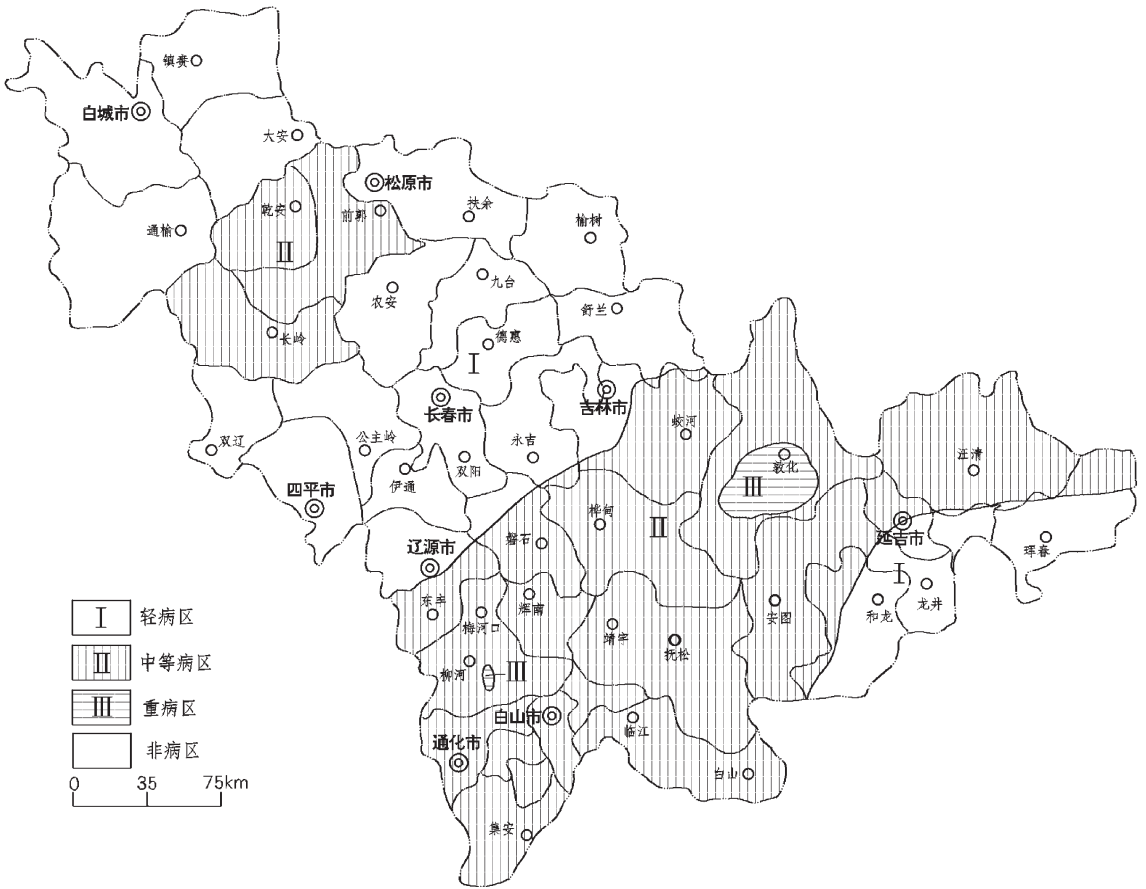 镇赉
白城市
大安
松原市
乾安
前郭
扶余
榆树
通榆
Ⅱ
九台
农安
舒兰
长岭
德惠
Ⅰ
长春市
吉林市
蛟河
双辽
公主岭
永吉
双阳
伊通
敦化
汪清
四平市
Ⅲ
桦甸
Ⅱ
磐石
延吉市
珲春
辽源市
Ⅰ
东丰
辉南
梅河口
靖宇
抚松
安图
和龙
龙井
柳河
Ⅲ
白山市
临江
通化市
白山
集安
Ⅰ 轻病区
Ⅱ 中等病区
Ⅲ 重病区
非病区
0 35 75km